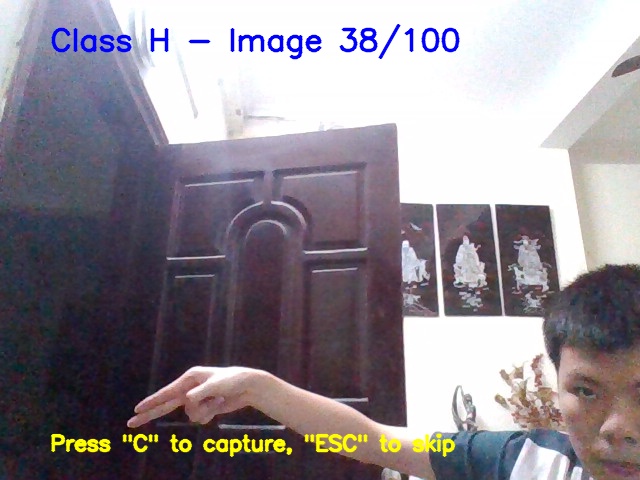 Class H - Image 38/100
Press "C" to capture, "ESC" to skip